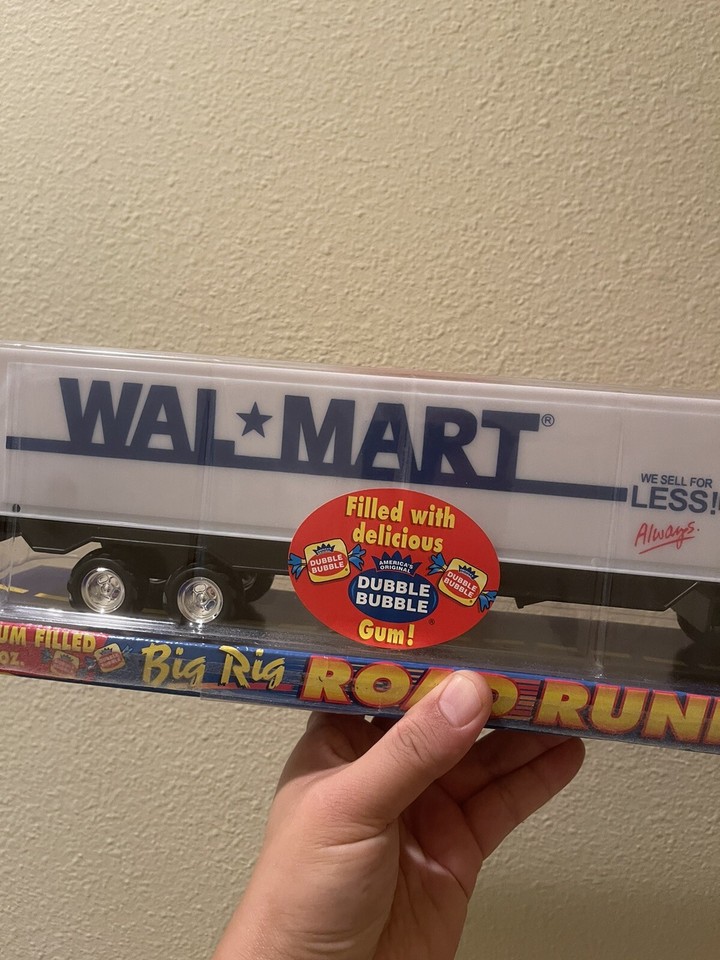 WAL★MART®
WE SELL FOR
LESS!
Always.
Filled with
delicious
DUBBLE
BUBBLE
AMERICA'S
ORIGINAL
DUBBLE
BUBBLE
®
DUBBLE
BUBBLE
Gum!
UM FILLED
OZ.
Big Rig
ROAD RUN